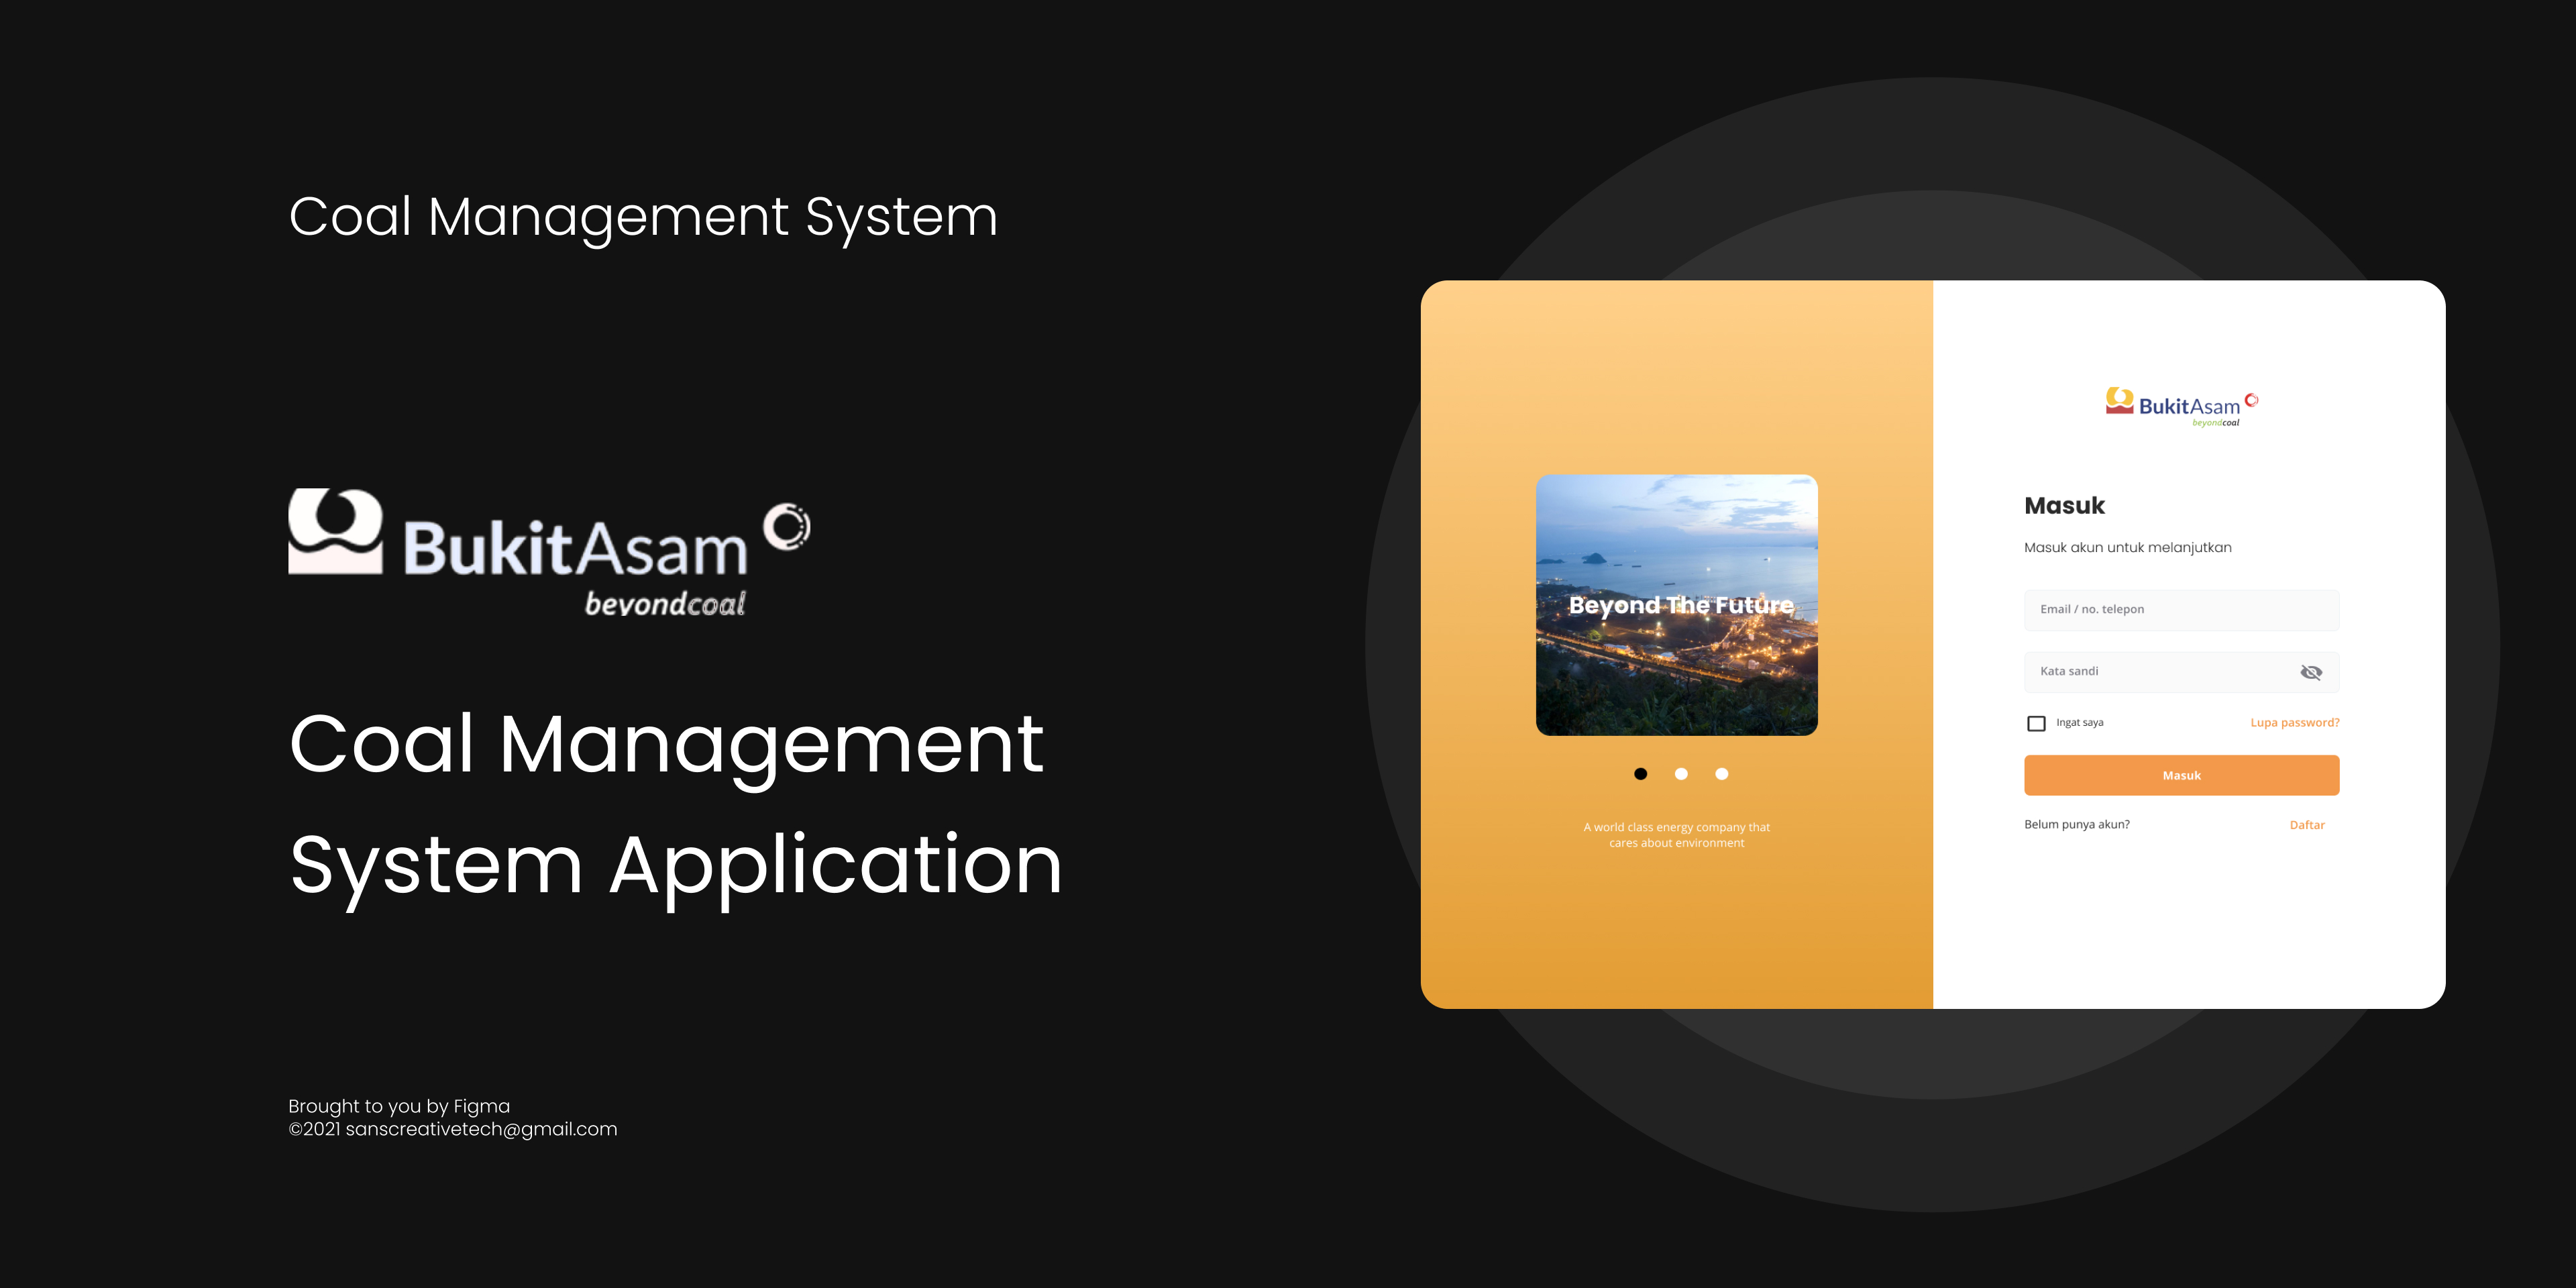 Coal Management System
BukitAsam
beyondcoal
Coal Management
System Application
Brought to you by Figma
©2021 sanscreativetech@gmail.com
Beyond The Future
A world class energy company that
cares about environment
BukitAsam
beyondcoal
Masuk
Masuk akun untuk melanjutkan
Email / no. telepon
Kata sandi
Ingat saya
Lupa password?
Masuk
Belum punya akun?
Daftar